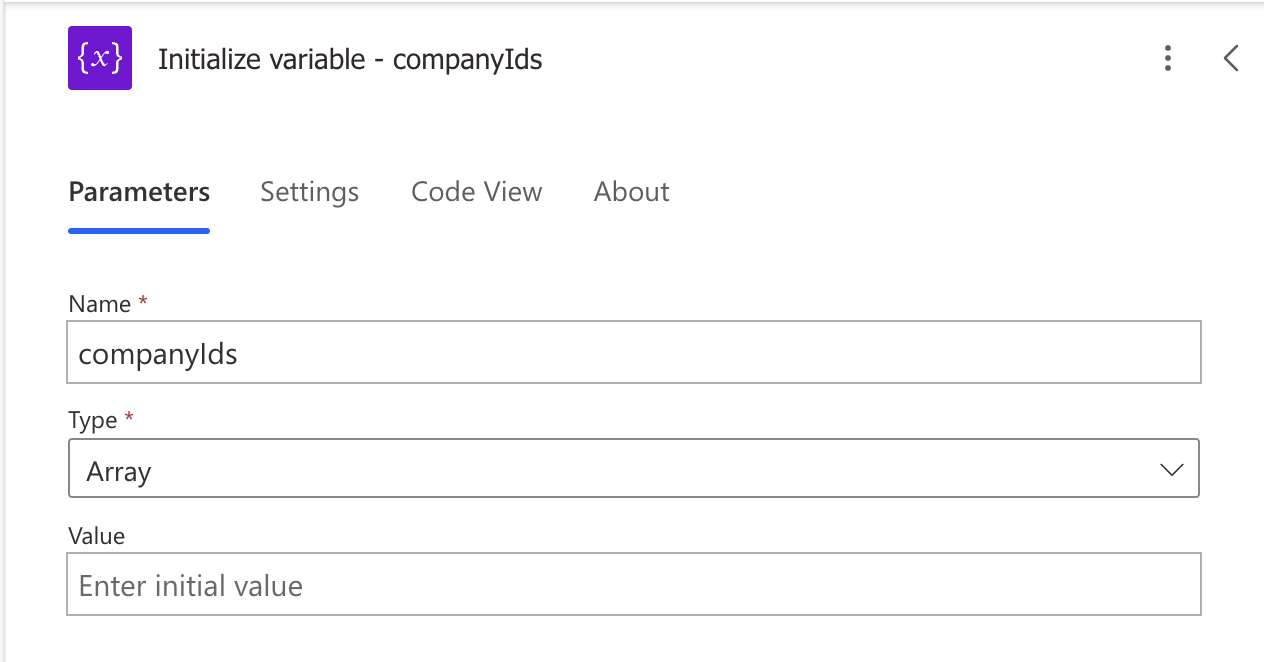 {x} Initialize variable - companyIds
Parameters Settings Code View About
Name *
companyIds
Type *
Array
Value
Enter initial value